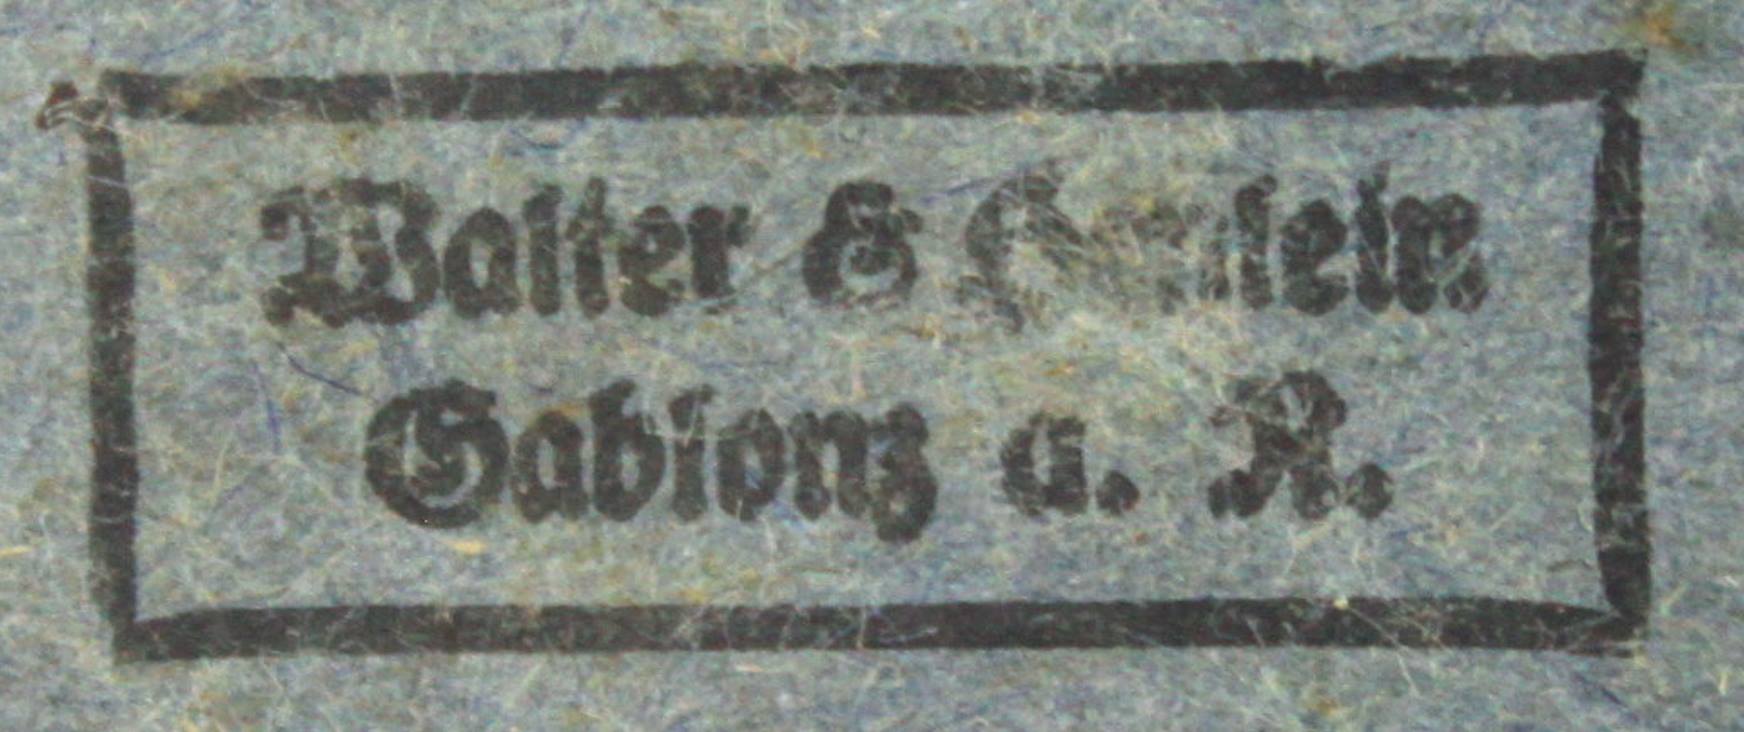 Walter &
Gablonz a. N.